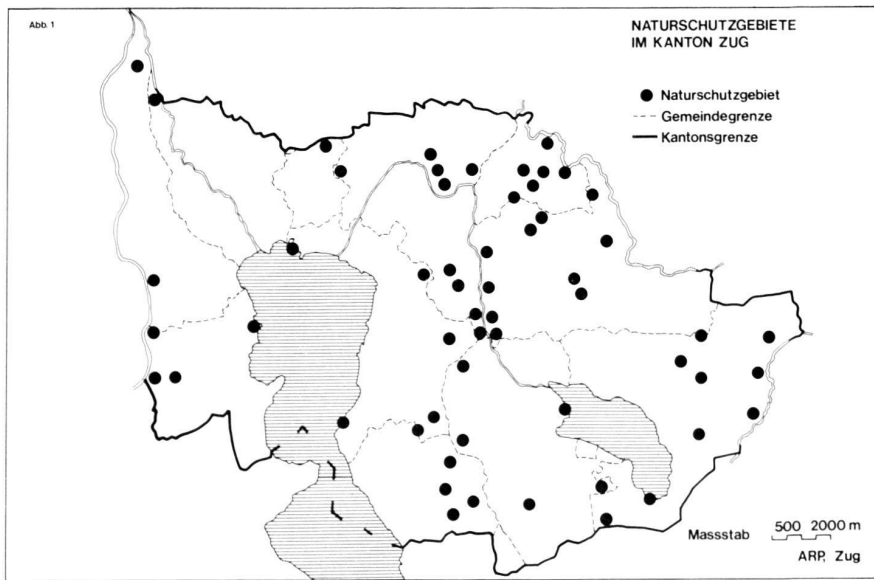 Abb. 1
NATURSCHUTZGEBIETE
IM KANTON ZUG
Naturschutzgebiet
Gemeindegrenze
Kantonsgrenze
Massstab 500 2000 m
ARP, Zug